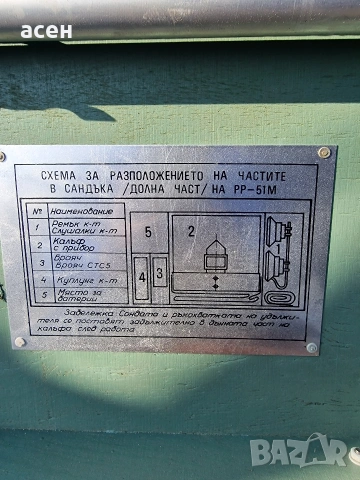 асен
СХЕМА ЗА РАЗПОЛОЖЕНИЕТО НА ЧАСТИТЕ
В САНДЪКА /ДОЛНА ЧАСТ/ НА РР-51М
№ Наименование
1 Ремък к-т
Слушалки к-т
2 Калъф
с прибор
3 Брояч
Брояч СТС5
4 Куплунг к-т
5 Място за
батерии
5 2
4 3
1
Забележка: Сондата и ръкохватката на удължи-
теля се поставят задължително в дънната част на
калъфа след работа.
BAZAR